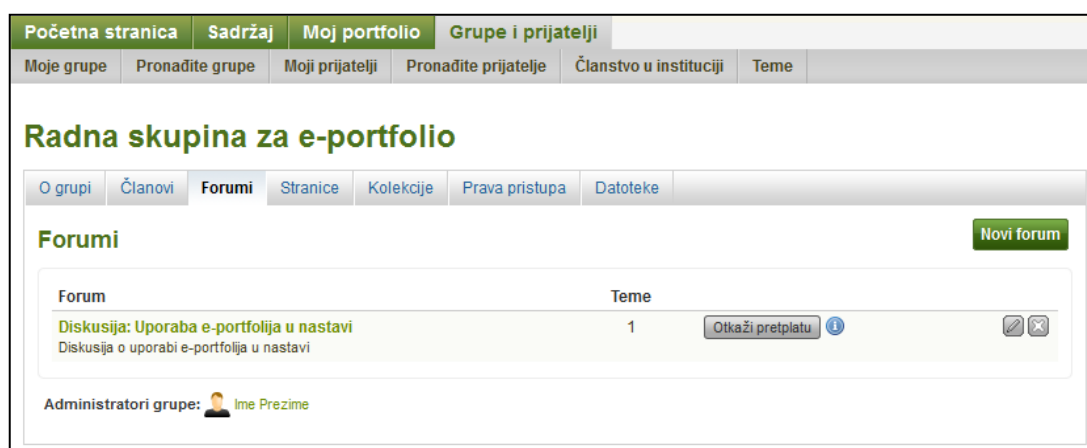 Početna stranica Sadržaj Moj portfolio Grupe i prijatelji
Moje grupe Pronađite grupe Moji prijatelji Pronađite prijatelje Članstvo u instituciji Teme
Radna skupina za e-portfolio
O grupi Članovi Forumi Stranice Kolekcije Prava pristupa Datoteke
Forumi Novi forum
Forum Teme
Diskusija: Uporaba e-portfolija u nastavi 1 Otkaži pretplatu i
Diskusija o uporabi e-portfolija u nastavi
Administratori grupe: Ime Prezime